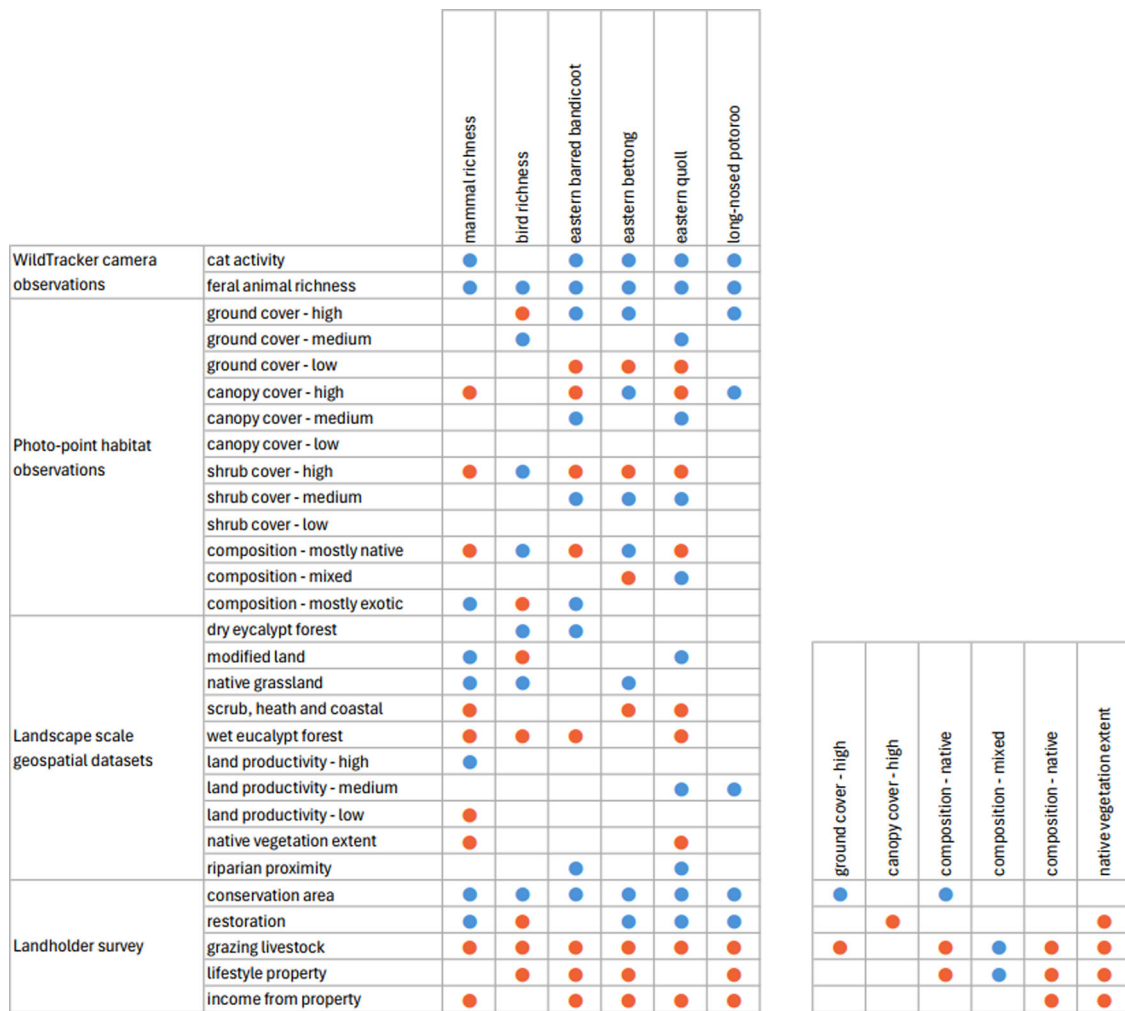 mammal richness
bird richness
eastern barred bandicoot
eastern bettong
eastern quoll
long-nosed potoroo
WildTracker camera
observations
cat activity
feral animal richness
Photo-point habitat
observations
ground cover - high
ground cover - medium
ground cover - low
canopy cover - high
canopy cover - medium
canopy cover - low
shrub cover - high
shrub cover - medium
shrub cover - low
composition - mostly native
composition - mixed
composition - mostly exotic
Landscape scale
geospatial datasets
dry eycalypt forest
modified land
native grassland
scrub, heath and coastal
wet eucalypt forest
land productivity - high
land productivity - medium
land productivity - low
native vegetation extent
riparian proximity
ground cover - high
canopy cover - high
composition - native
composition - mixed
composition - native
native vegetation extent
Landholder survey
conservation area
restoration
grazing livestock
lifestyle property
income from property